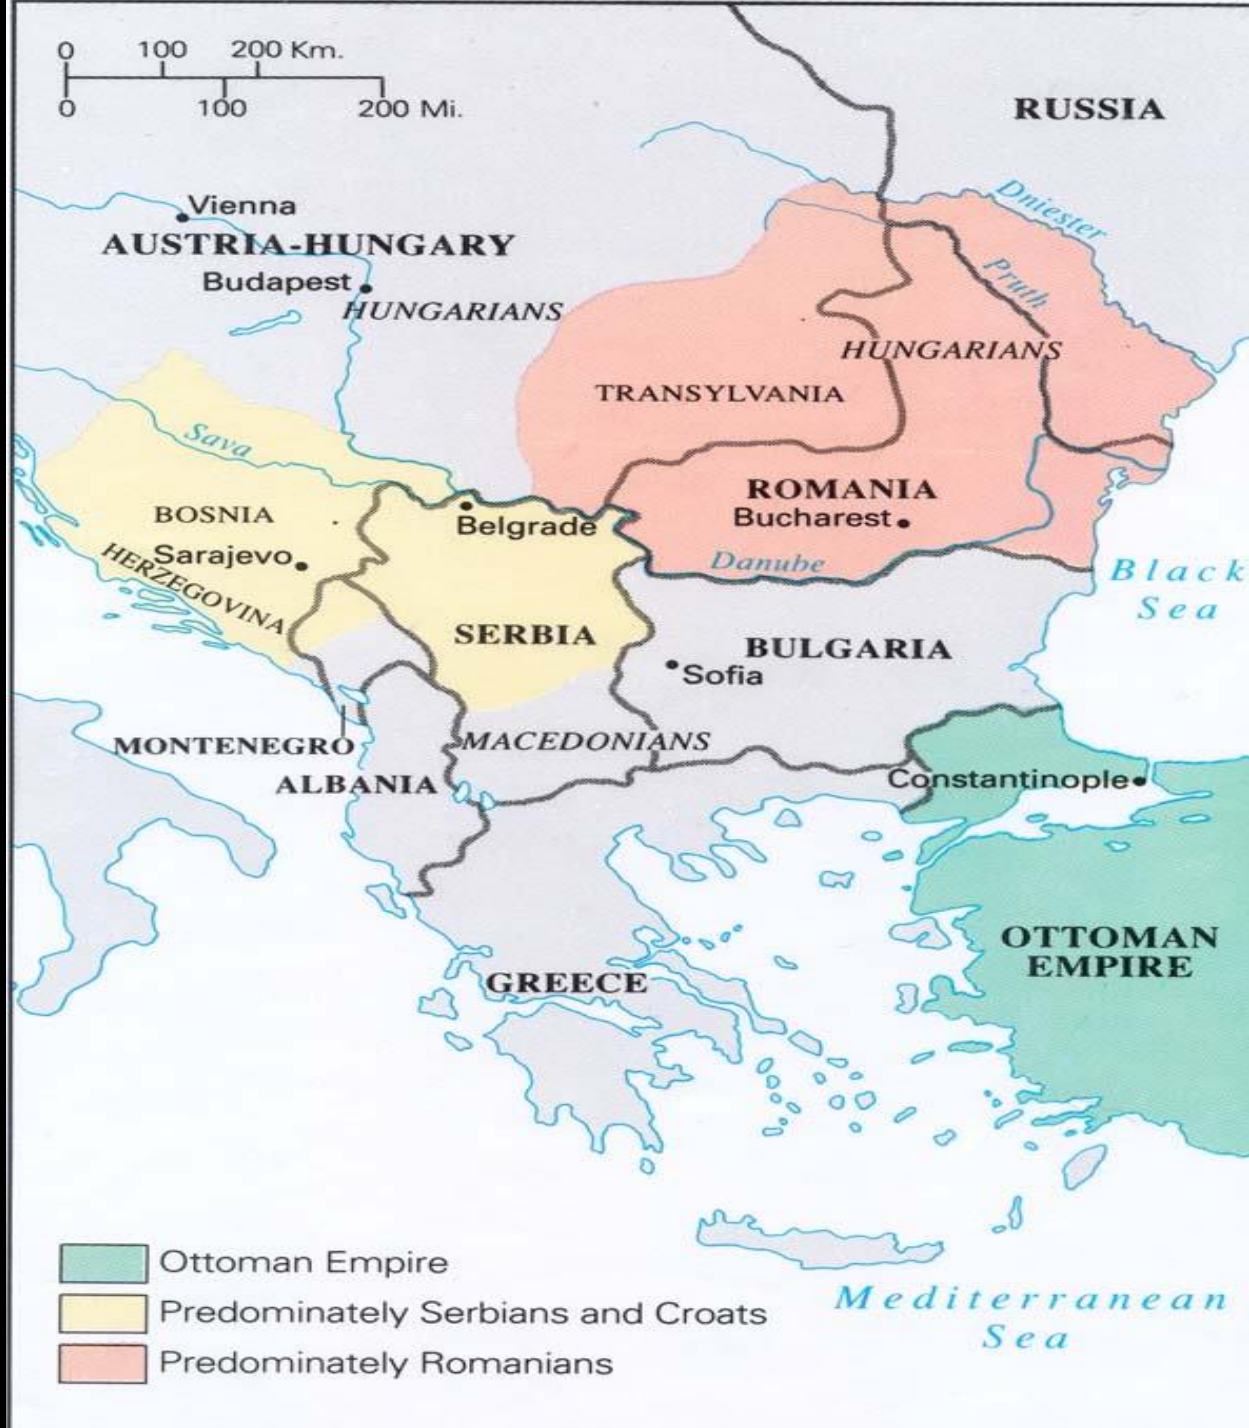 0 100 200 Km.
0 100 200 Mi.
RUSSIA
Vienna
Dniester
AUSTRIA-HUNGARY
Budapest
HUNGARIANS
Pruth
HUNGARIANS
TRANSYLVANIA
Sava
ROMANIA
BOSNIA
Belgrade
Bucharest
Sarajevo
HERZEGOVINA
Danube
Black
Sea
SERBIA
BULGARIA
Sofia
MONTENEGRO
MACEDONIANS
ALBANIA
Constantinople
OTTOMAN
EMPIRE
GREECE
Ottoman Empire
Predominately Serbians and Croats
Predominately Romanians
Mediterranean
Sea